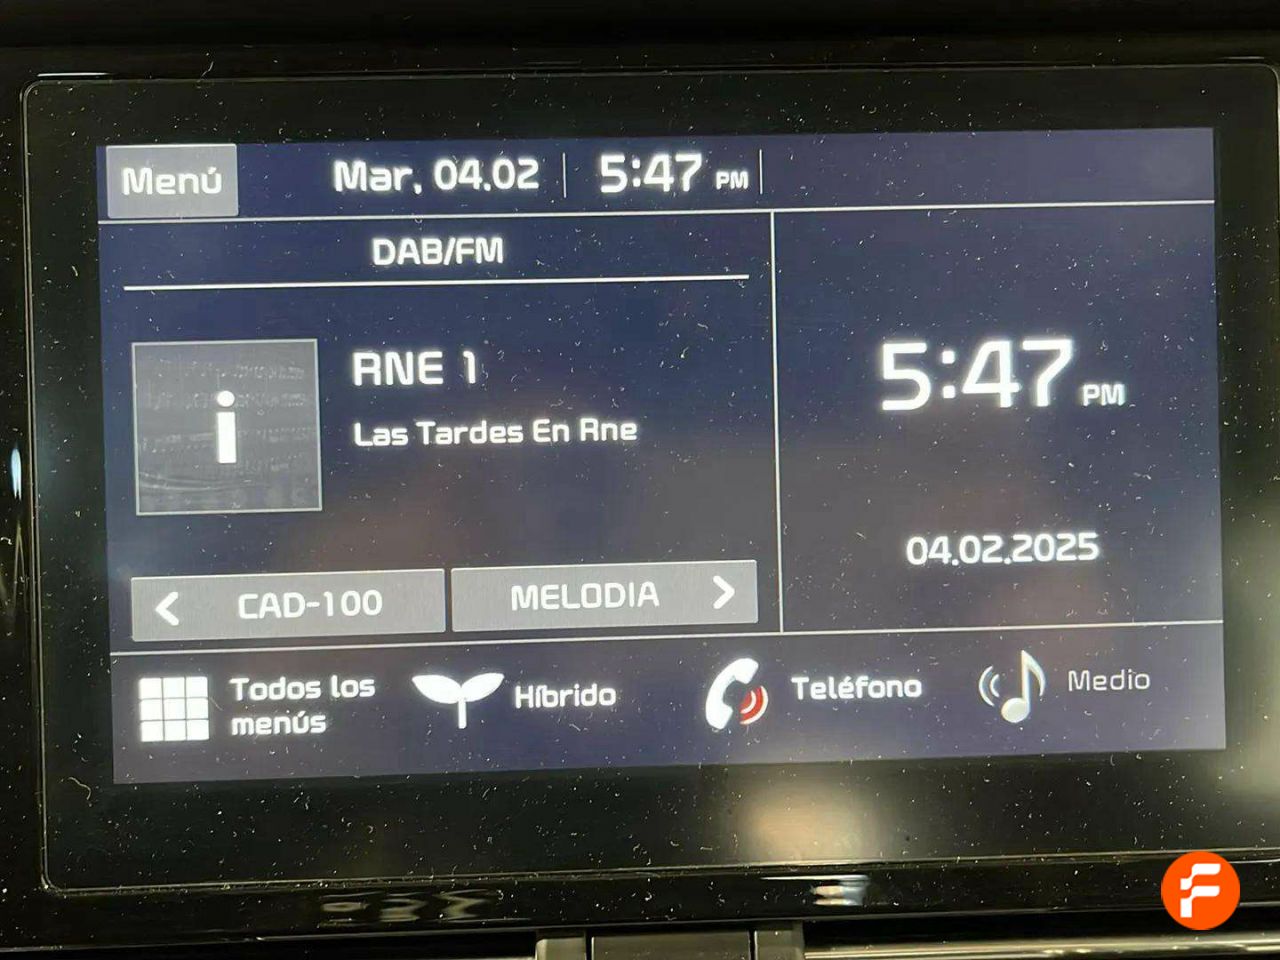 Menú
Mar, 04.02
5:47 PM
DAB/FM
RNE 1
Las Tardes En Rne
CAD-100
MELODIA
5:47 PM
04.02.2025
Todos los
menús
Híbrido
Teléfono
Medio